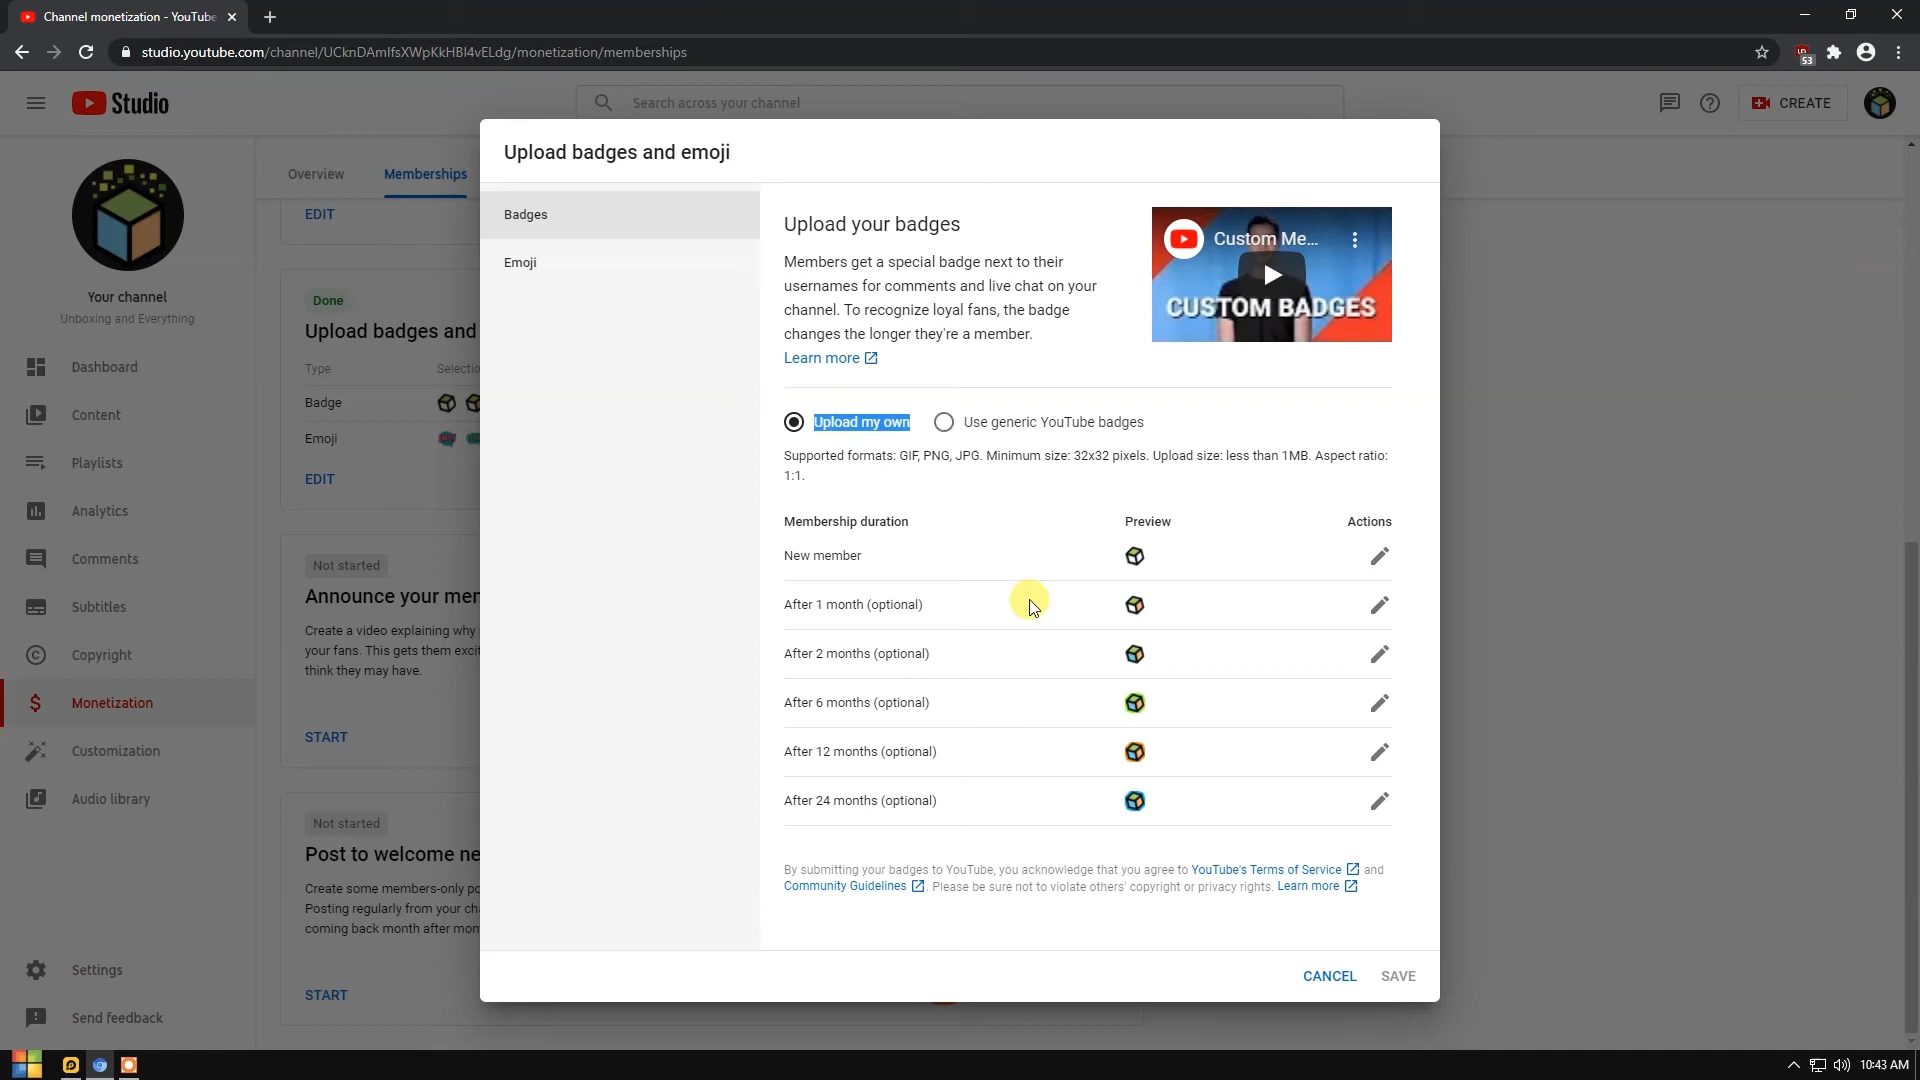 Channel monetization - YouTube
studio.youtube.com/channel/UCknDAmIfsXWpKkHBI4vELdg/monetization/memberships
53
Studio
Search across your channel
CREATE
Your channel
Unboxing and Everything
Dashboard
Content
Playlists
Analytics
Comments
Subtitles
Copyright
Monetization
Customization
Audio library
Settings
Send feedback
Overview
Memberships
EDIT
Done
Upload badges and
Type
Selectio
Badge
Emoji
EDIT
Not started
Announce your mer
Create a video explaining why
your fans. This gets them exci
think they may have.
START
Not started
Post to welcome ne
Create some members-only po
Posting regularly from your cha
coming back month after mon
START
Upload badges and emoji
Badges
Emoji
Upload your badges
Members get a special badge next to their
usernames for comments and live chat on your
channel. To recognize loyal fans, the badge
changes the longer they're a member.
Learn more
Custom Me...
CUSTOM BADGES
Upload my own
Use generic YouTube badges
Supported formats: GIF, PNG, JPG. Minimum size: 32x32 pixels. Upload size: less than 1MB. Aspect ratio:
1:1.
Membership duration Preview Actions
New member
After 1 month (optional)
After 2 months (optional)
After 6 months (optional)
After 12 months (optional)
After 24 months (optional)
By submitting your badges to YouTube, you acknowledge that you agree to YouTube's Terms of Service and
Community Guidelines . Please be sure not to violate others' copyright or privacy rights. Learn more
CANCEL SAVE
10:43 AM